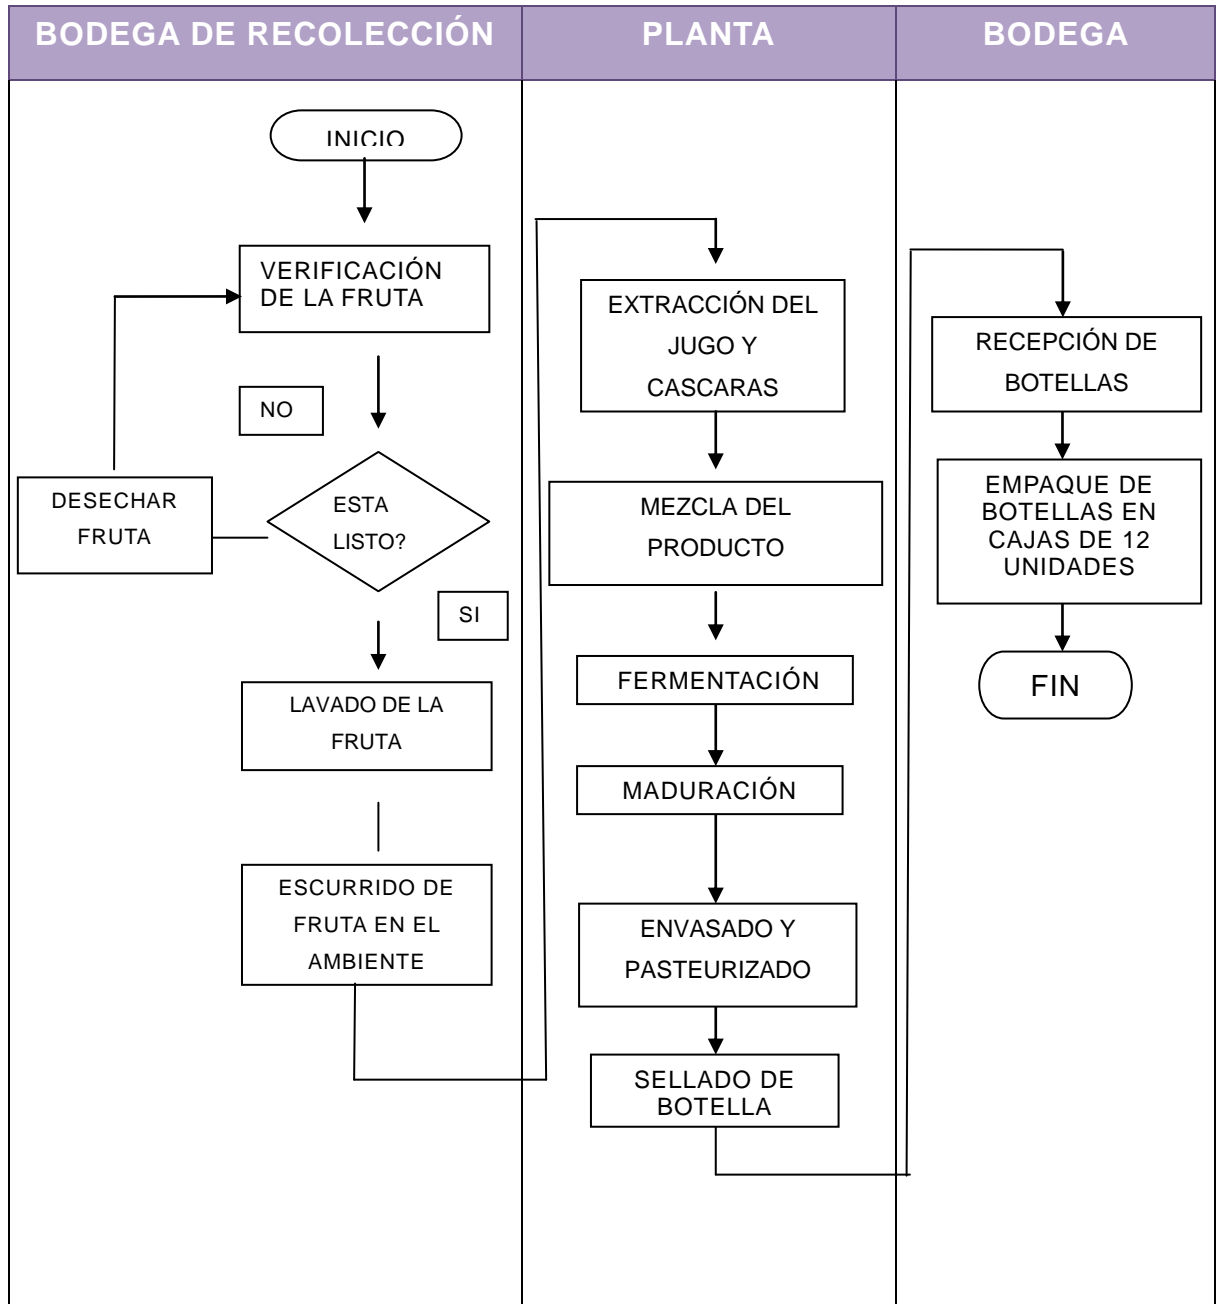 BODEGA DE RECOLECCIÓN
PLANTA
BODEGA
INICIO
VERIFICACIÓN
DE LA FRUTA
NO
DESECHAR
FRUTA
ESTA
LISTO?
SI
LAVADO DE LA
FRUTA
ESCURRIDO DE
FRUTA EN EL
AMBIENTE
EXTRACCIÓN DEL
JUGO Y
CASCARAS
MEZCLA DEL
PRODUCTO
FERMENTACIÓN
MADURACIÓN
ENVASADO Y
PASTEURIZADO
SELLADO DE
BOTELLA
RECEPCIÓN DE
BOTELLAS
EMPAQUE DE
BOTELLAS EN
CAJAS DE 12
UNIDADES
FIN